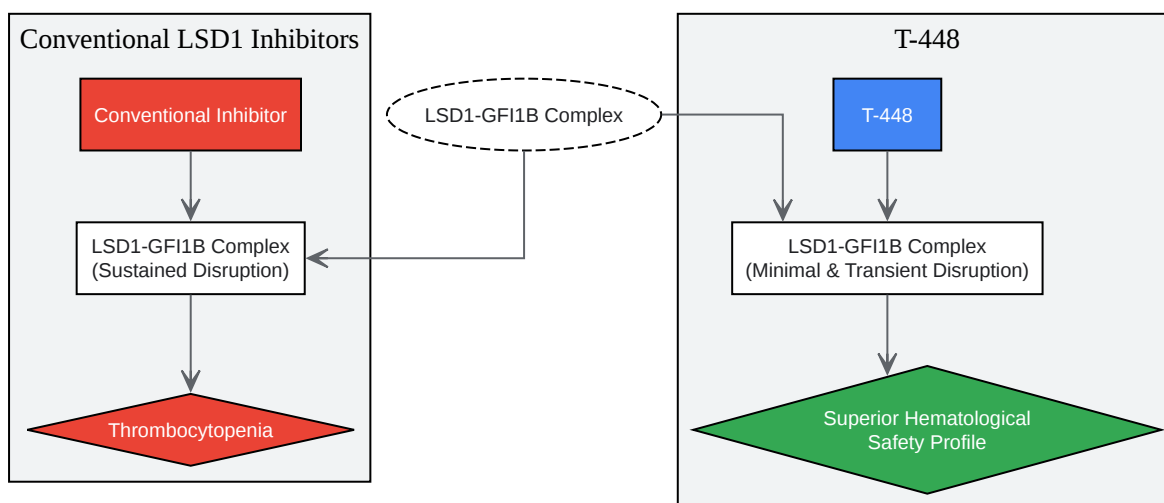 Conventional LSD1 Inhibitors
Conventional Inhibitor
LSD1-GFI1B Complex
(Sustained Disruption)
Thrombocytopenia
LSD1-GFI1B Complex
T-448
T-448
LSD1-GFI1B Complex
(Minimal & Transient Disruption)
Superior Hematological
Safety Profile